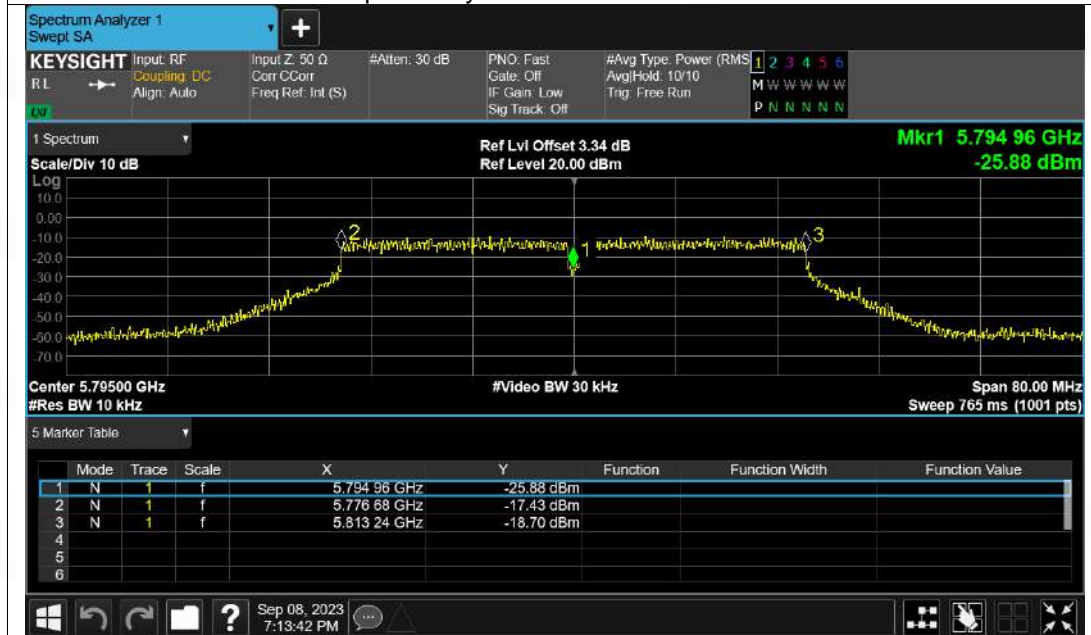 Spectrum Analyzer 1
Swept SA
+
KEYSIGHT Input: RF Input Z: 50 Ω #Atten: 30 dB PNO: Fast #Avg Type: Power (RMS 1 2 3 4 5 6
RL Coupling: DC Corr CCorr Gate: Off Avg|Hold: 10/10 M W W W W W
Align: Auto Freq Ref: Int (S) IF Gain: Low Trig: Free Run
LXI Sig Track: Off P N N N N N
1 Spectrum Ref Lvl Offset 3.34 dB Mkr1 5.794 96 GHz
Scale/Div 10 dB Ref Level 20.00 dBm -25.88 dBm
Log
10.0
0.00
-10.0 2 3
-20.0 1
-30.0
-40.0
-50.0
-60.0
-70.0
Center 5.79500 GHz #Video BW 30 kHz Span 80.00 MHz
#Res BW 10 kHz Sweep 765 ms (1001 pts)
5 Marker Table
Mode Trace Scale X Y Function Function Width Function Value
1 N 1 f 5.794 96 GHz -25.88 dBm
2 N 1 f 5.776 68 GHz -17.43 dBm
3 N 1 f 5.813 24 GHz -18.70 dBm
4
5
6
? Sep 08, 2023
7:13:42 PM